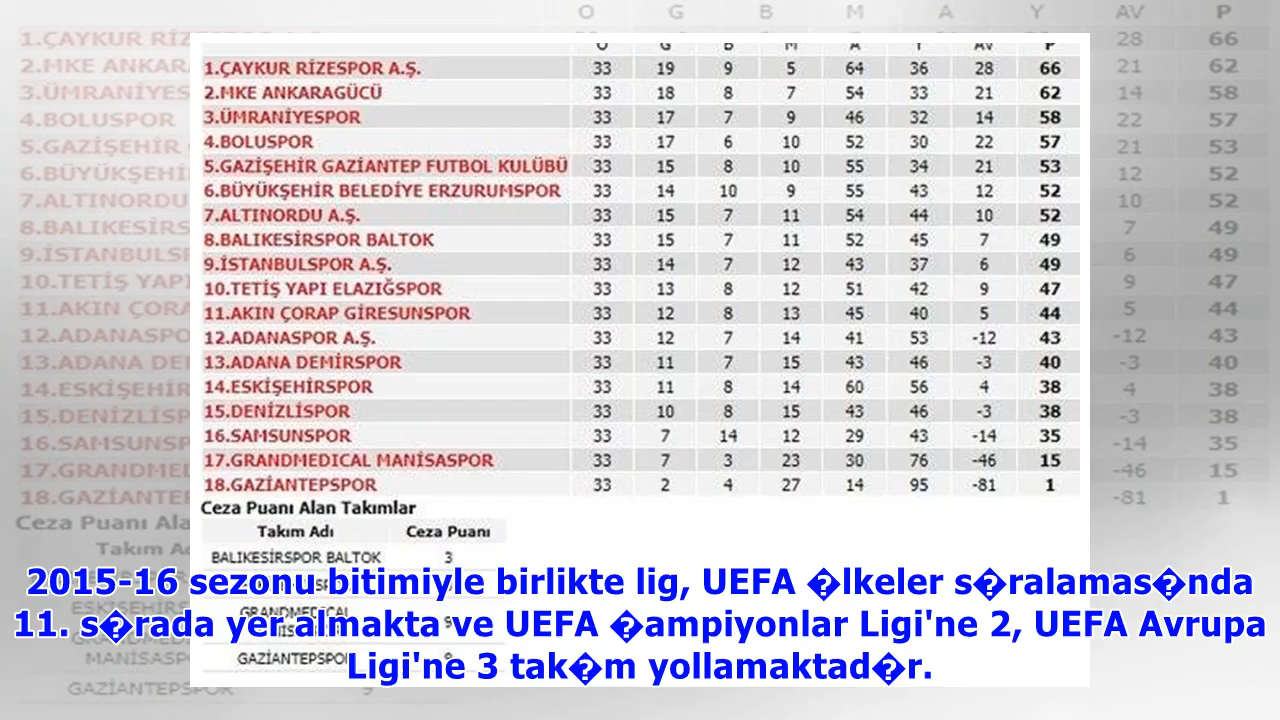 O G B M A Y AV P
1.ÇAYKUR RİZESPOR A.Ş. 33 19 9 5 64 36 28 66
2.MKE ANKARAGÜCÜ 33 18 8 7 54 33 21 62
3.ÜMRANİYESPOR 33 17 7 9 46 32 14 58
4.BOLUSPOR 33 17 6 10 52 30 22 57
5.GAZİŞEHİR GAZİANTEP FUTBOL KULÜBÜ 33 15 8 10 55 34 21 53
6.BÜYÜKŞEHİR BELEDİYE ERZURUMSPOR 33 14 10 9 55 43 12 52
7.ALTINORDU A.Ş. 33 15 7 11 54 44 10 52
8.BALIKESİRSPOR BALTOK 33 15 7 11 52 45 7 49
9.İSTANBULSPOR A.Ş. 33 14 7 12 43 37 6 49
10.TETİŞ YAPI ELAZIĞSPOR 33 13 8 12 51 42 9 47
11.AKIN ÇORAP GİRESUNSPOR 33 12 8 13 45 40 5 44
12.ADANASPOR A.Ş. 33 12 7 14 41 53 -12 43
13.ADANA DEMİRSPOR 33 11 7 15 43 46 -3 40
14.ESKİŞEHİRSPOR 33 11 8 14 60 56 4 38
15.DENİZLİSPOR 33 10 8 15 43 46 -3 38
16.SAMSUNSPOR 33 7 14 12 29 43 -14 35
17.GRANDMEDICAL MANİSASPOR 33 7 3 23 30 76 -46 15
18.GAZİANTEPSPOR 33 2 4 27 14 95 -81 1
Ceza Puanı Alan Takımlar
Takım Adı Ceza Puanı
BALIKESİRSPOR BALTOK 3
GRANDMEDICAL
GAZİANTEPSPOR 9
2015-16 sezonu bitimiyle birlikte lig, UEFA �lkeler s�ralamas�nda
11. s�rada yer almakta ve UEFA �ampiyonlar Ligi'ne 2, UEFA Avrupa
Ligi'ne 3 tak�m yollamaktad�r.